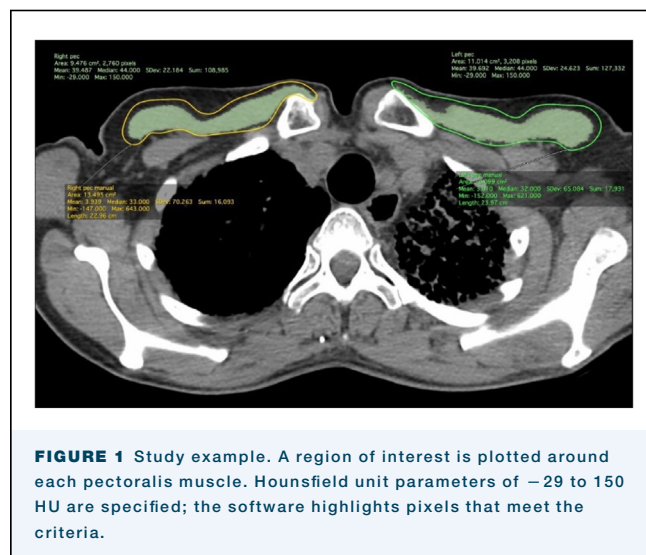 Right pec
Area: 9.476 cm², 2,760 pixels
Mean: 39.487 Median: 44.000 SDev: 22.184 Sum: 108,985
Min: -29.000 Max: 150.000
Left pec
Area: 11.014 cm², 3,208 pixels
Mean: 39.692 Median: 44.000 SDev: 24.623 Sum: 127,332
Min: -29.000 Max: 150.000
Right pec manual
Area: 13.495 cm²
Mean: 3.939 Median: 33.000 70.263 Sum: 16,093
Min: -147.000 Max: 643.000
Length: 22.96 cm
manual
Median: 32.000 SDev: 65.084 Sum: 17,931
Min: -152.000 Max: 621.000
Length: 23.97 cm
FIGURE 1 Study example. A region of interest is plotted around
each pectoralis muscle. Hounsfield unit parameters of −29 to 150
HU are specified; the software highlights pixels that meet the
criteria.